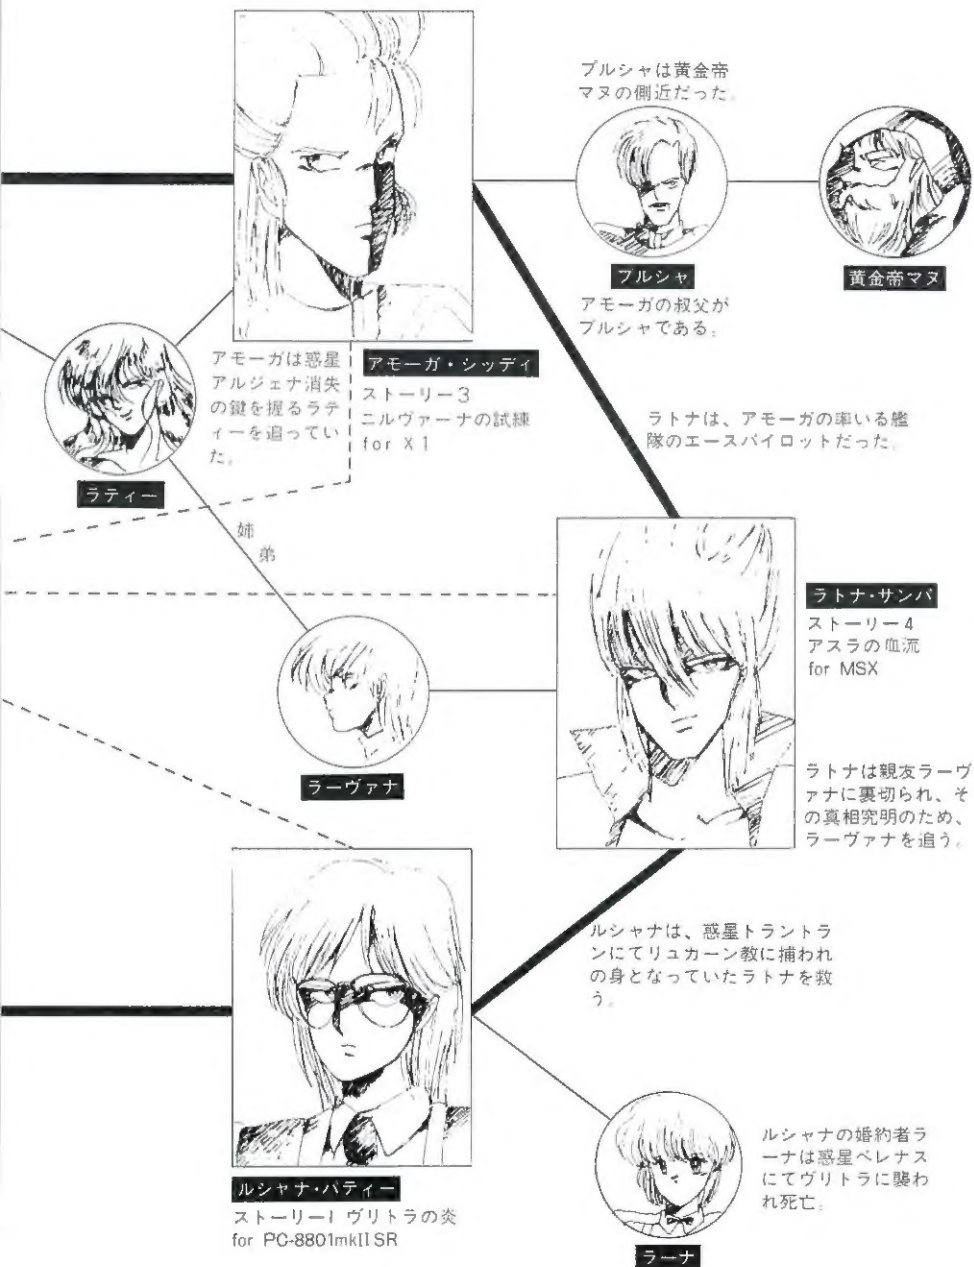 プルシャは黄金帝
マヌの側近だった。
プルシャ
アモーガの叔父が
プルシャである。
黄金帝マヌ
アモーガは惑星
アルジェナ消失
の鍵を握るラテ
ィーを追ってい
た。
ラティー
アモーガ・シッディ
ストーリー3
ニルヴァーナの試練
for X1
ラトナは、アモーガの率いる艦
隊のエースパイロットだった。
姉
弟
ラトナ・サンバ
ストーリー4
アスラの血流
for MSX
ラーヴァナ
ラトナは親友ラーヴ
ァナに裏切られ、そ
の真相究明のため、
ラーヴァナを追う。
ルシャナは、惑星トラントラ
ンにてリュカーン教に捕われ
の身となっていたラトナを救
う。
ルシャナ・パティー
ストーリー1 ヴリトラの炎
for PC-8801mkII SR
ルシャナの婚約者ラ
ーナは惑星ベレナス
にてヴリトラに襲わ
れ死亡。
ラーナ